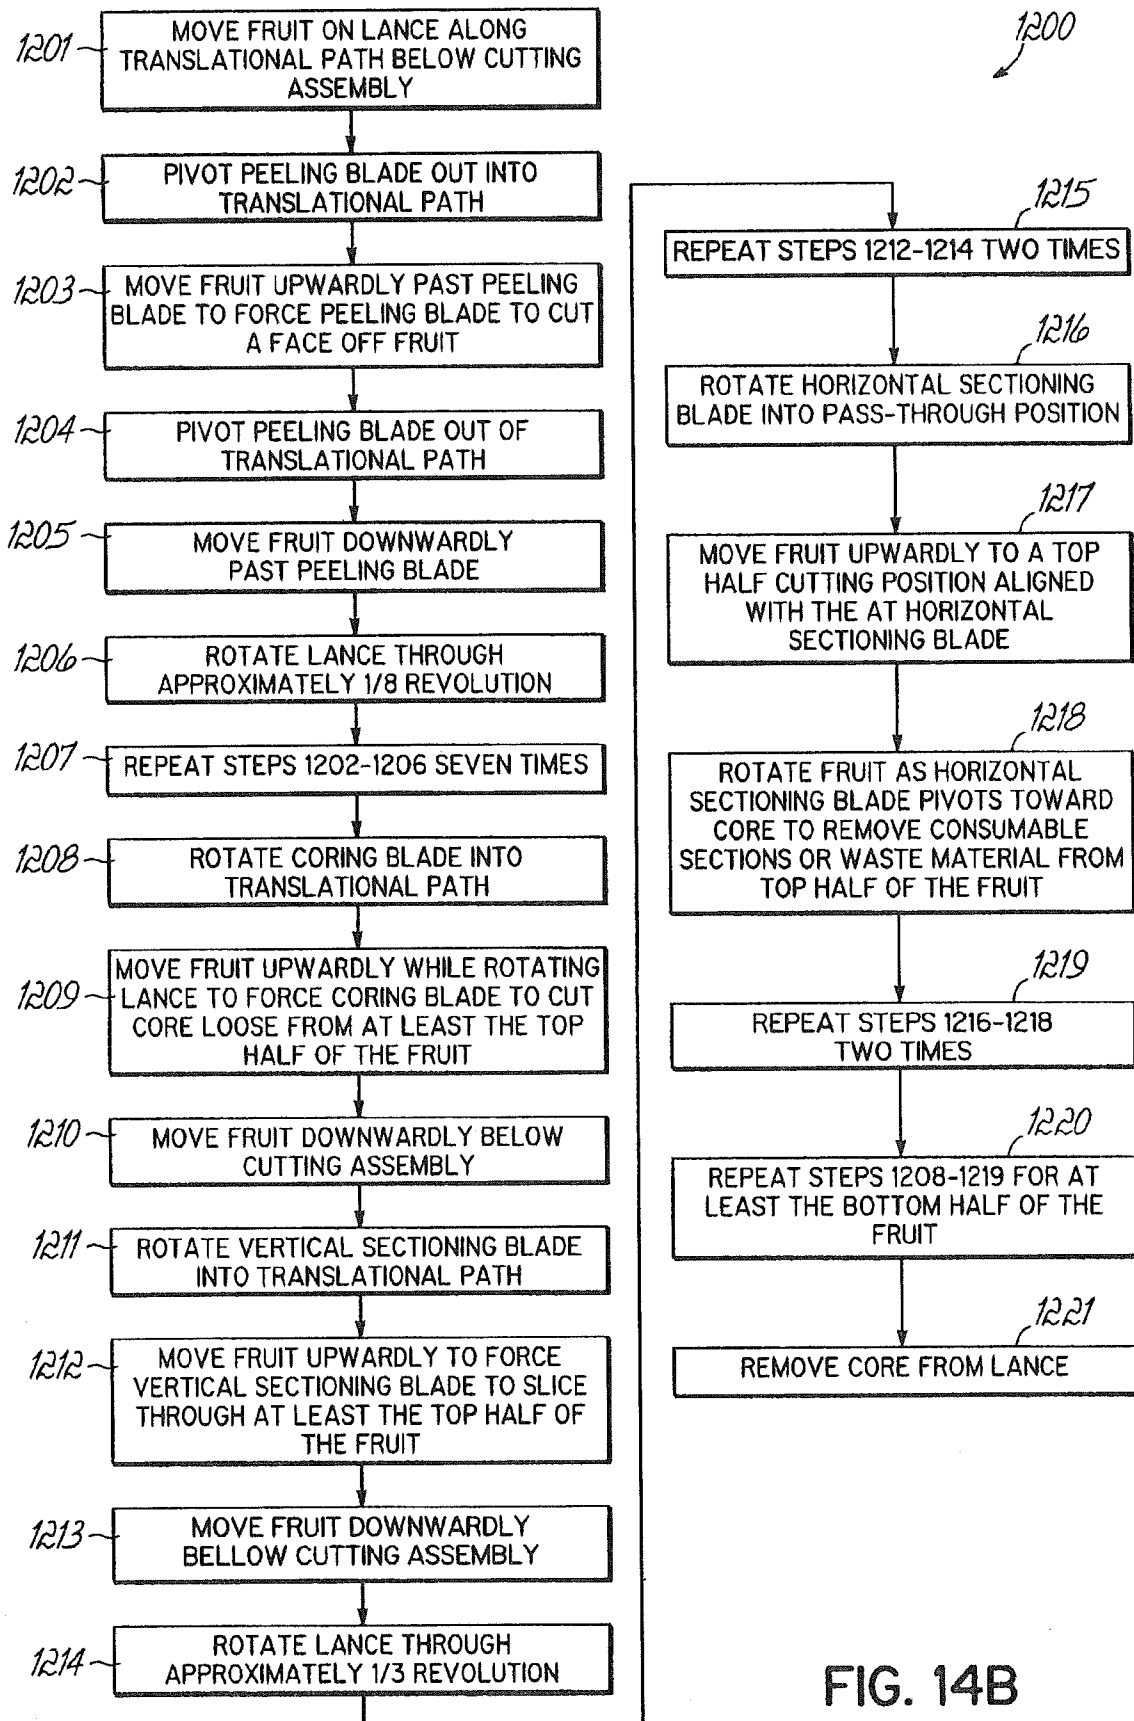 1200
1201
MOVE FRUIT ON LANCE ALONG
TRANSLATIONAL PATH BELOW CUTTING
ASSEMBLY
1202
PIVOT PEELING BLADE OUT INTO
TRANSLATIONAL PATH
1203
MOVE FRUIT UPWARDLY PAST PEELING
BLADE TO FORCE PEELING BLADE TO CUT
A FACE OFF FRUIT
1204
PIVOT PEELING BLADE OUT OF
TRANSLATIONAL PATH
1205
MOVE FRUIT DOWNWARDLY
PAST PEELING BLADE
1206
ROTATE LANCE THROUGH
APPROXIMATELY 1/8 REVOLUTION
1207
REPEAT STEPS 1202-1206 SEVEN TIMES
1208
ROTATE CORING BLADE INTO
TRANSLATIONAL PATH
1209
MOVE FRUIT UPWARDLY WHILE ROTATING
LANCE TO FORCE CORING BLADE TO CUT
CORE LOOSE FROM AT LEAST THE TOP
HALF OF THE FRUIT
1210
MOVE FRUIT DOWNWARDLY BELOW
CUTTING ASSEMBLY
1211
ROTATE VERTICAL SECTIONING BLADE
INTO TRANSLATIONAL PATH
1212
MOVE FRUIT UPWARDLY TO FORCE
VERTICAL SECTIONING BLADE TO SLICE
THROUGH AT LEAST THE TOP HALF OF
THE FRUIT
1213
MOVE FRUIT DOWNWARDLY
BELLOW CUTTING ASSEMBLY
1214
ROTATE LANCE THROUGH
APPROXIMATELY 1/3 REVOLUTION
1215
REPEAT STEPS 1212-1214 TWO TIMES
1216
ROTATE HORIZONTAL SECTIONING
BLADE INTO PASS-THROUGH POSITION
1217
MOVE FRUIT UPWARDLY TO A TOP
HALF CUTTING POSITION ALIGNED
WITH THE AT HORIZONTAL
SECTIONING BLADE
1218
ROTATE FRUIT AS HORIZONTAL
SECTIONING BLADE PIVOTS TOWARD
CORE TO REMOVE CONSUMABLE
SECTIONS OR WASTE MATERIAL FROM
TOP HALF OF THE FRUIT
1219
REPEAT STEPS 1216-1218
TWO TIMES
1220
REPEAT STEPS 1208-1219 FOR AT
LEAST THE BOTTOM HALF OF THE
FRUIT
1221
REMOVE CORE FROM LANCE
FIG. 14B